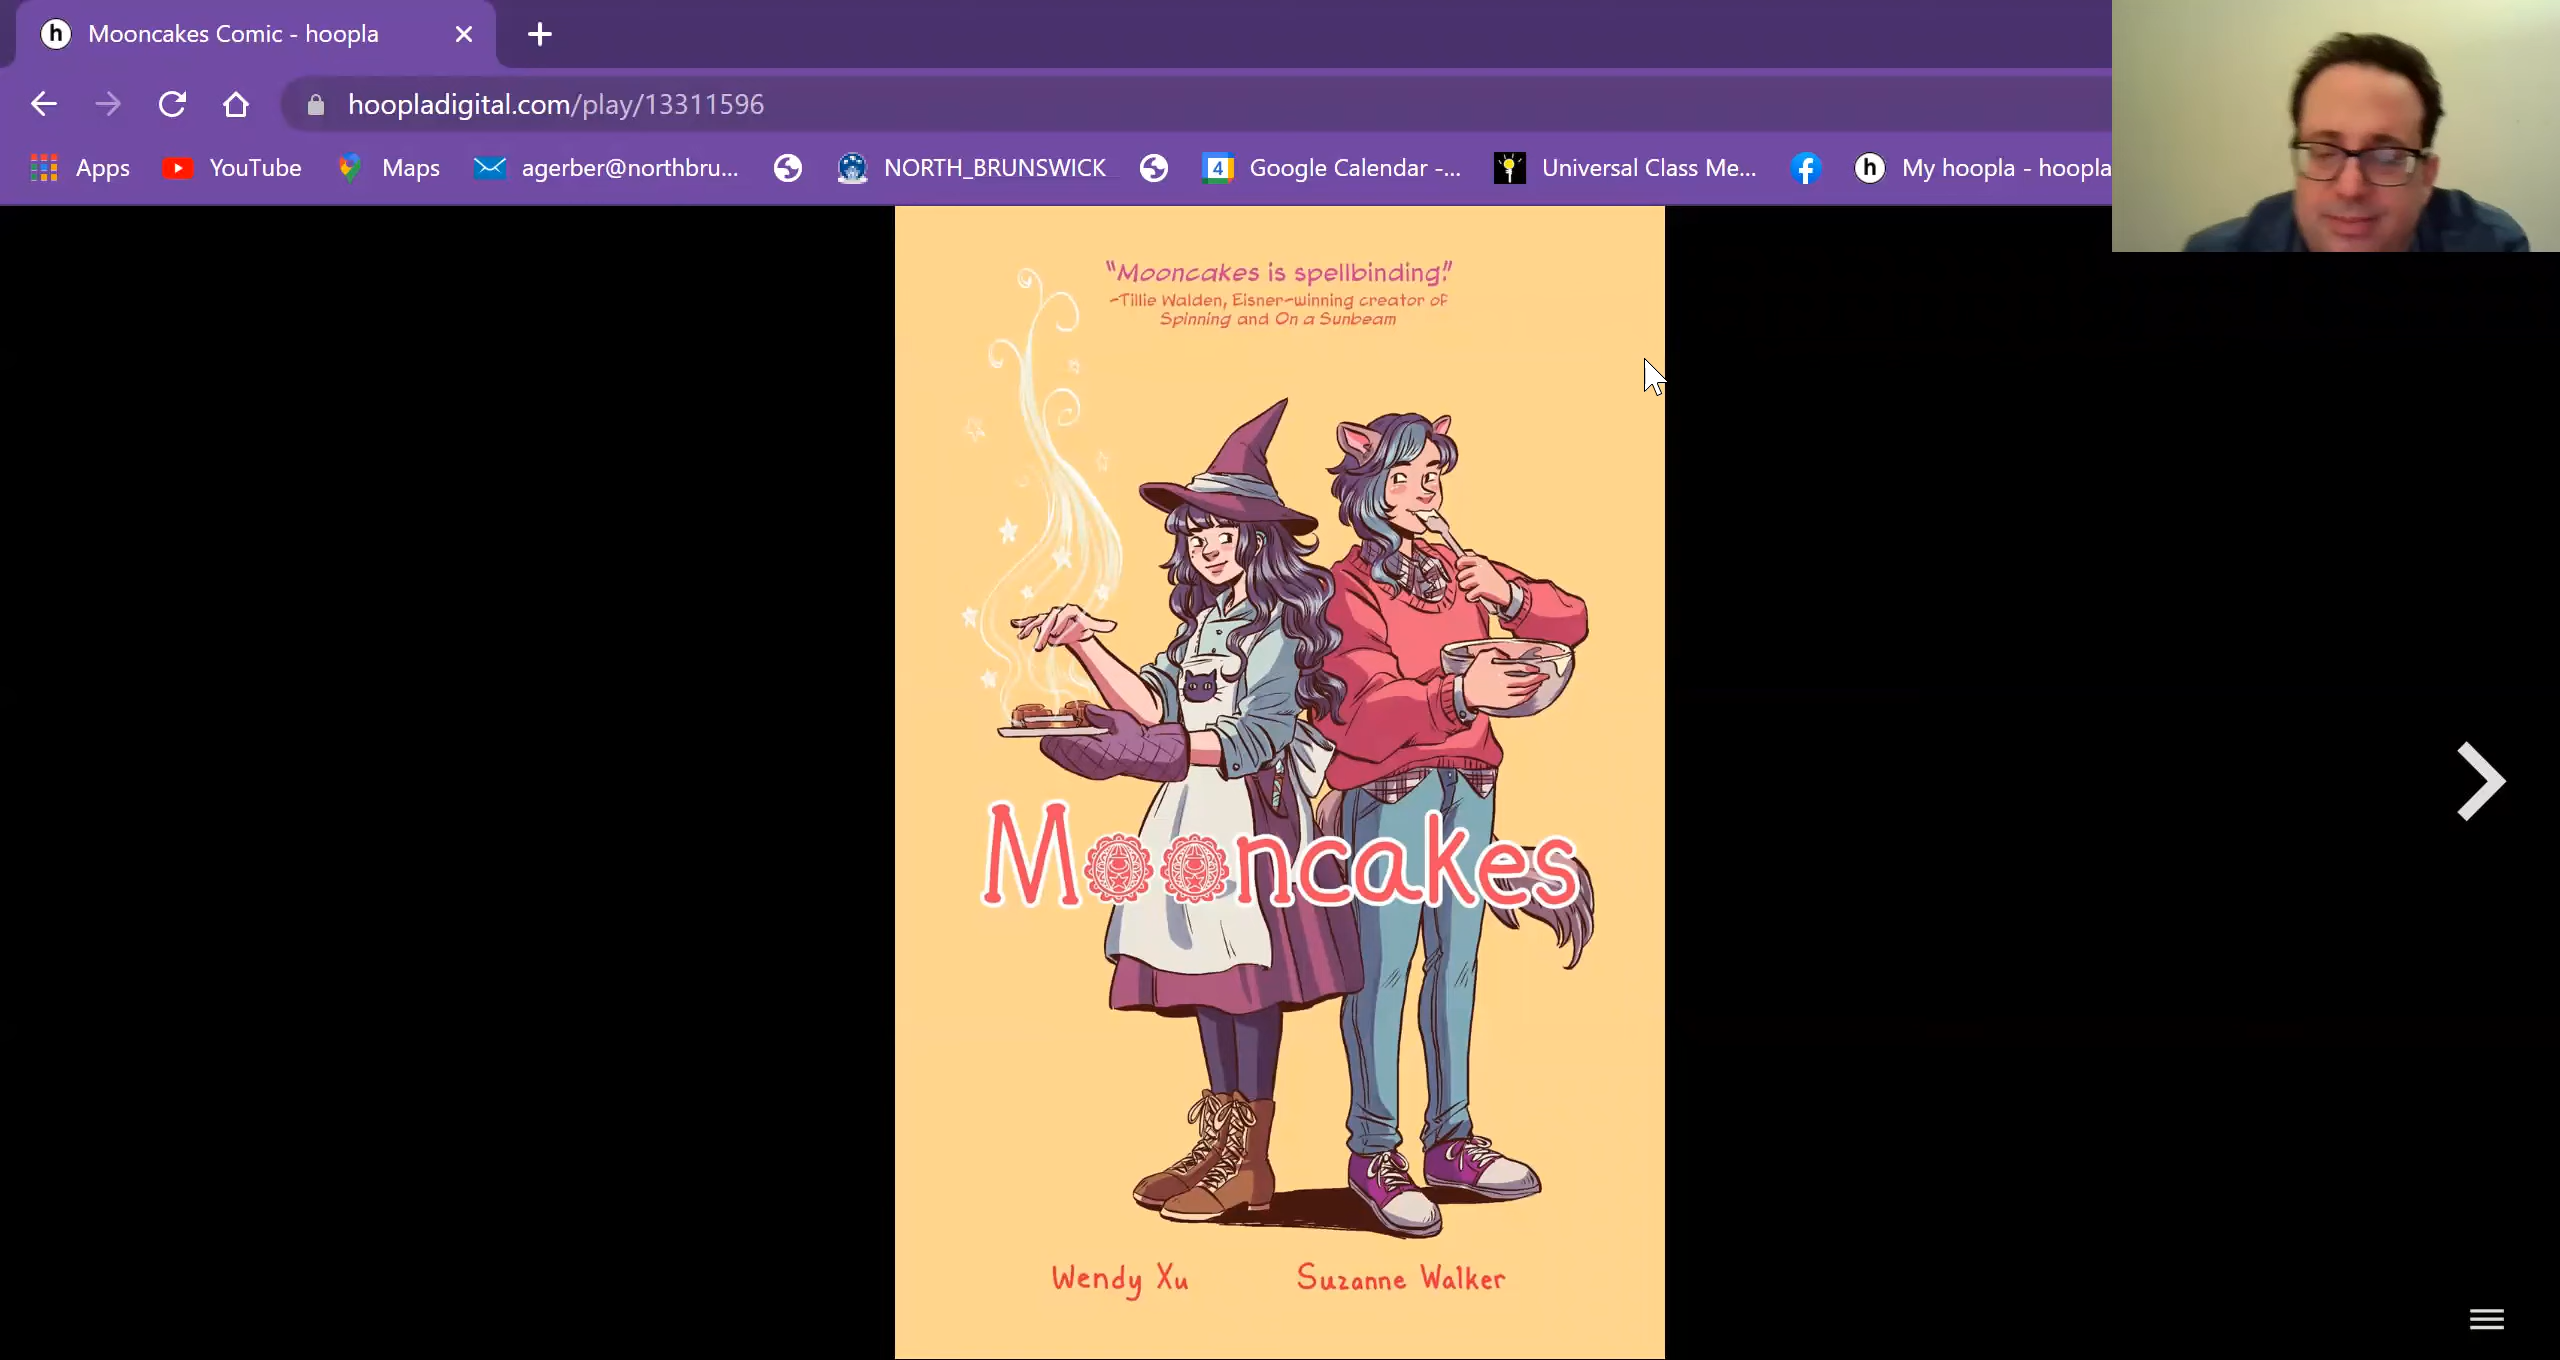 h Mooncakes Comic - hoopla
hoopladigital.com/play/13311596
Apps YouTube Maps agerber@northbru... NORTH_BRUNSWICK 4 Google Calendar -... Universal Class Me... h My hoopla - hoopla
"Mooncakes is spellbinding."
-Tillie Walden, Eisner-winning creator of
Spinning and On a Sunbeam
Mooncakes
Wendy Xu Suzanne Walker